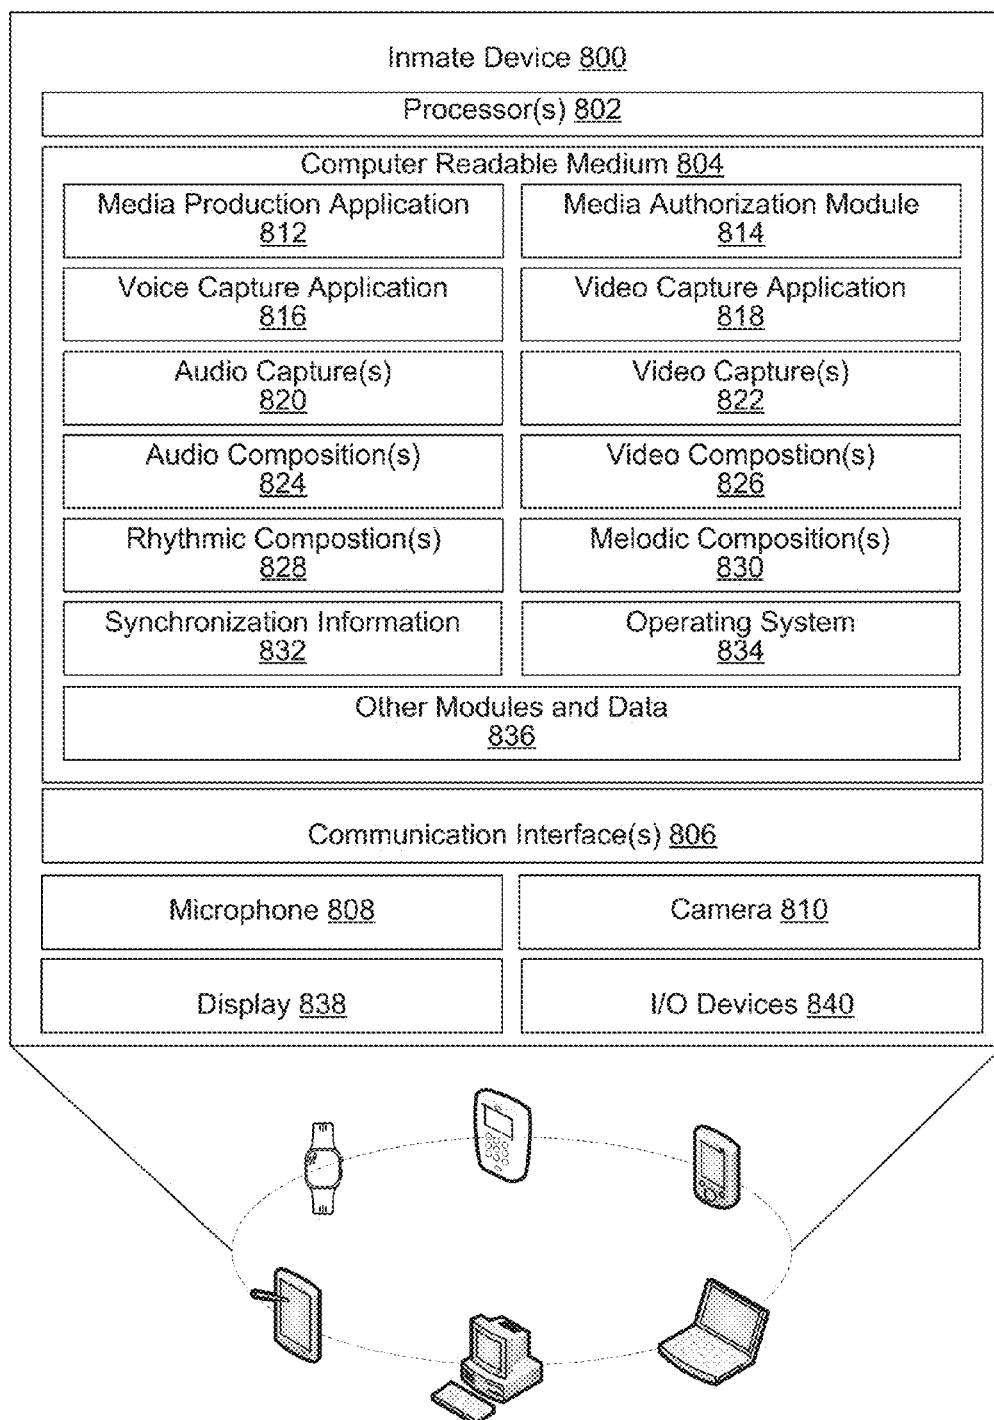 Inmate Device 800
Processor(s) 802
Computer Readable Medium 804
Media Production Application
812
Media Authorization Module
814
Voice Capture Application
816
Video Capture Application
818
Audio Capture(s)
820
Video Capture(s)
822
Audio Composition(s)
824
Video Compostion(s)
826
Rhythmic Compostion(s)
828
Melodic Composition(s)
830
Synchronization Information
832
Operating System
834
Other Modules and Data
836
Communication Interface(s) 806
Microphone 808
Camera 810
Display 838
I/O Devices 840